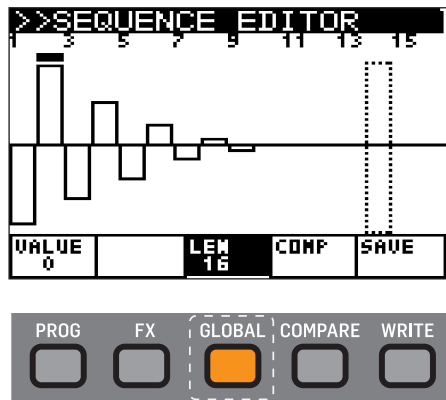 >>SEQUENCE EDITOR
1 3 5 7 9 11 13 15
VALUE LEN COMP SAVE
0 16
PROG FX GLOBAL COMPARE WRITE